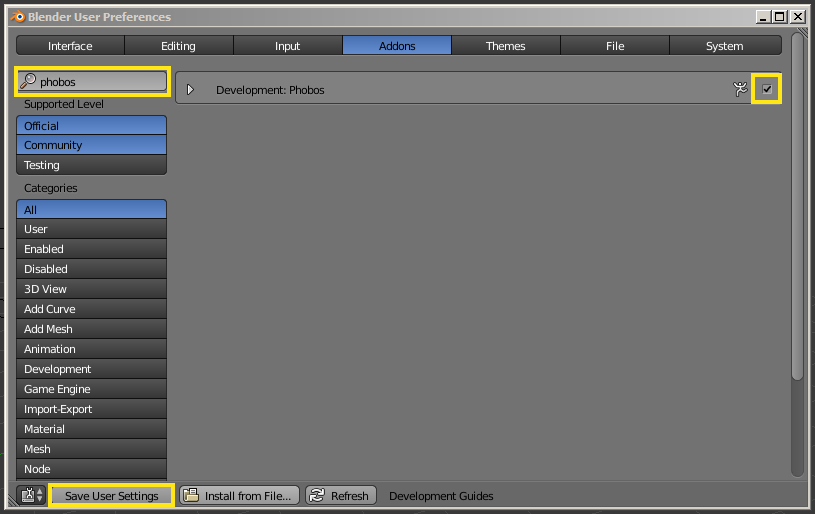 Blender User Preferences
Interface Editing Input Addons Themes File System
phobos
Development: Phobos
Supported Level
Official
Community
Testing
Categories
All
User
Enabled
Disabled
3D View
Add Curve
Add Mesh
Animation
Development
Game Engine
Import-Export
Material
Mesh
Node
Save User Settings Install from File... Refresh Development Guides